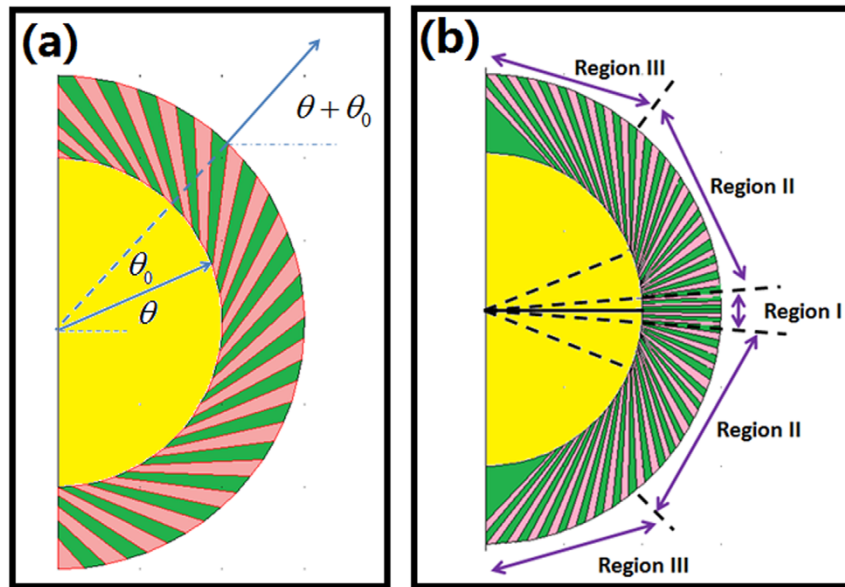 (a)
θ + θ₀
θ₀
θ
(b)
Region III
Region II
Region I
Region II
Region III